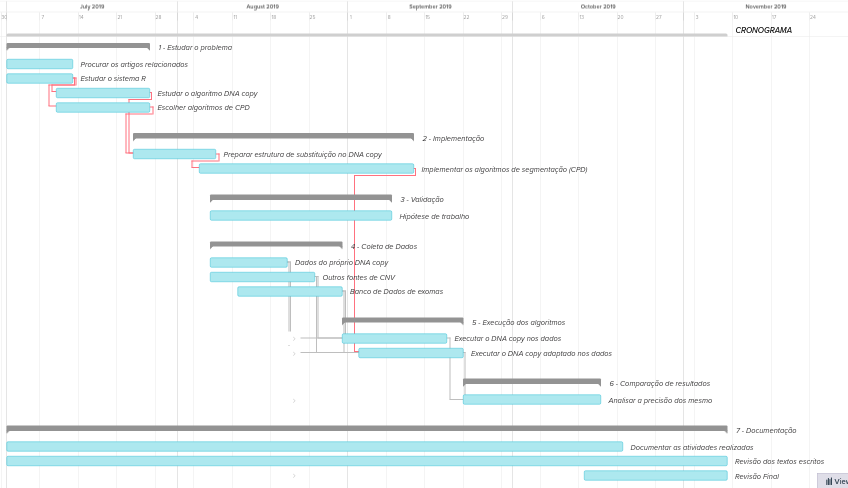 July 2019 August 2019 September 2019 October 2019 November 2019
30 7 14 21 28 4 11 18 25 1 8 15 22 29 6 13 20 27 3 10 17 24
CRONOGRAMA
1 - Estudar o problema
Procurar os artigos relacionados
Estudar o sistema R
Estudar o algoritmo DNA copy
Escolher algoritmos de CPD
2 - Implementação
Preparar estrutura de substituição no DNA copy
Implementar os algoritmos de segmentação (CPD)
3 - Validação
Hipótese de trabalho
4 - Coleta de Dados
Dados do próprio DNA copy
Outros fontes de CNV
Banco de Dados de exomas
5 - Execução dos algoritmos
Executar o DNA copy nos dados
Executar o DNA copy adaptado nos dados
6 - Comparação de resultados
Analisar a precisão dos mesmo
7 - Documentação
Documentar as atividades realizadas
Revisão dos textos escritos
Revisão Final
View